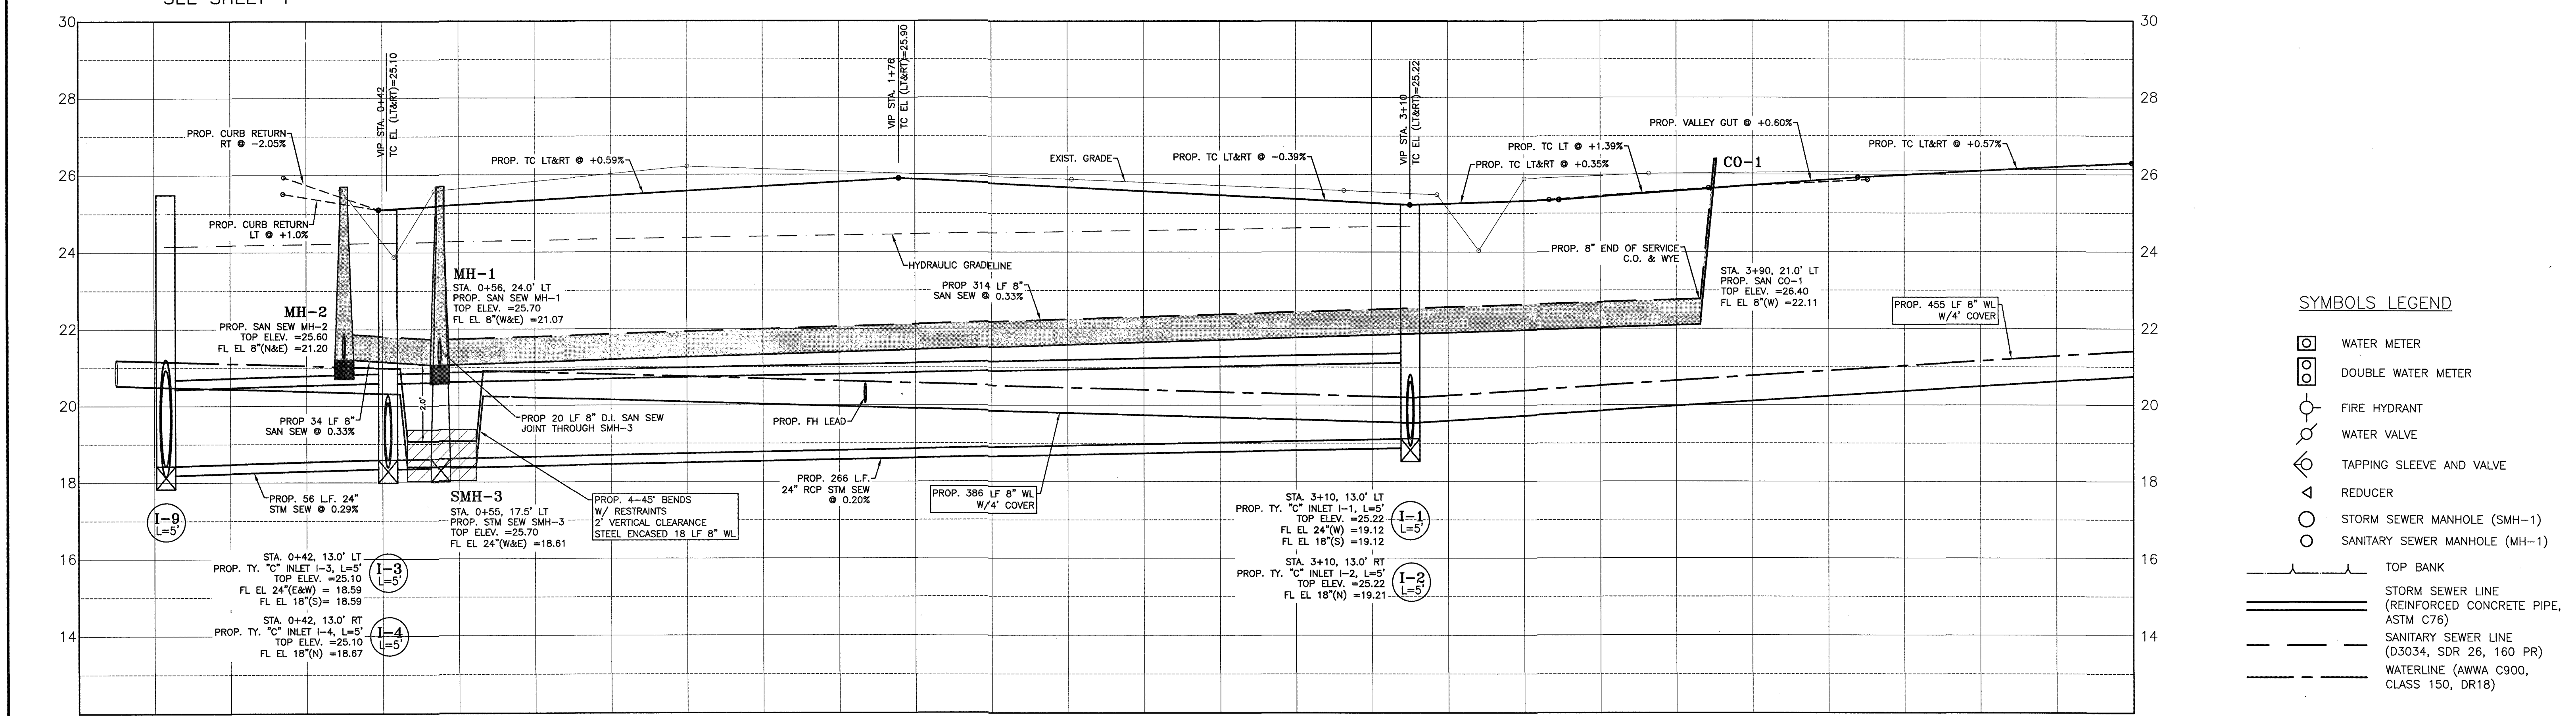 30
28
26
24
22
20
18
16
14
VIP STA. 0+42
TC EL (LT&RT)=25.10
VIP STA. 1+76
TC EL (LT&RT)=25.90
VIP STA. 3+10
TC EL (LT&RT)=25.22
PROP. CURB RETURN
RT @ -2.05%
PROP. CURB RETURN
LT @ +1.0%
PROP. TC LT&RT @ +0.59%
EXIST. GRADE
PROP. TC LT&RT @ -0.39%
PROP. TC LT @ +1.39%
PROP. TC LT&RT @ +0.35%
PROP. VALLEY GUT @ +0.60%
PROP. TC LT&RT @ +0.57%
CO-1
HYDRAULIC GRADELINE
PROP 314 LF 8"
SAN SEW @ 0.33%
PROP. 8" END OF SERVICE
C.O. & WYE
STA. 3+90, 21.0' LT
PROP. SAN CO-1
TOP ELEV. =26.40
FL EL 8"(W) =22.11
PROP. 455 LF 8" WL
W/4' COVER
MH-1
STA. 0+56, 24.0' LT
PROP. SAN SEW MH-1
TOP ELEV. =25.70
FL EL 8"(W&E) =21.07
MH-2
PROP. SAN SEW MH-2
TOP ELEV. =25.60
FL EL 8"(N&E) =21.20
PROP 34 LF 8"
SAN SEW @ 0.33%
2.0'
PROP 20 LF 8" D.I. SAN SEW
JOINT THROUGH SMH-3
PROP. FH LEAD
PROP. 56 L.F. 24"
STM SEW @ 0.29%
SMH-3
STA. 0+55, 17.5' LT
PROP. STM SEW SMH-3
TOP ELEV. =25.70
FL EL 24"(W&E) =18.61
PROP. 4-45° BENDS
W/ RESTRAINTS
2' VERTICAL CLEARANCE
STEEL ENCASED 18 LF 8" WL
PROP. 266 L.F.
24" RCP STM SEW
@ 0.20%
PROP. 386 LF 8" WL
W/4' COVER
I-9
L=5'
STA. 0+42, 13.0' LT
PROP. TY. "C" INLET I-3, L=5'
TOP ELEV. =25.10
FL EL 24"(E&W) = 18.59
FL EL 18"(S)= 18.59
I-3
L=5'
STA. 0+42, 13.0' RT
PROP. TY. "C" INLET I-4, L=5'
TOP ELEV. =25.10
FL EL 18"(N) =18.67
I-4
L=5'
STA. 3+10, 13.0' LT
PROP. TY. "C" INLET I-1, L=5'
TOP ELEV. =25.22
FL EL 24"(W) =19.12
FL EL 18"(S) =19.12
I-1
L=5'
STA. 3+10, 13.0' RT
PROP. TY. "C" INLET I-2, L=5'
TOP ELEV. =25.22
FL EL 18"(N) =19.21
I-2
L=5'
30
28
26
24
22
20
18
16
14
SYMBOLS LEGEND
WATER METER
DOUBLE WATER METER
FIRE HYDRANT
WATER VALVE
TAPPING SLEEVE AND VALVE
REDUCER
STORM SEWER MANHOLE (SMH-1)
SANITARY SEWER MANHOLE (MH-1)
TOP BANK
STORM SEWER LINE
(REINFORCED CONCRETE PIPE,
ASTM C76)
SANITARY SEWER LINE
(D3034, SDR 26, 160 PR)
WATERLINE (AWWA C900,
CLASS 150, DR18)